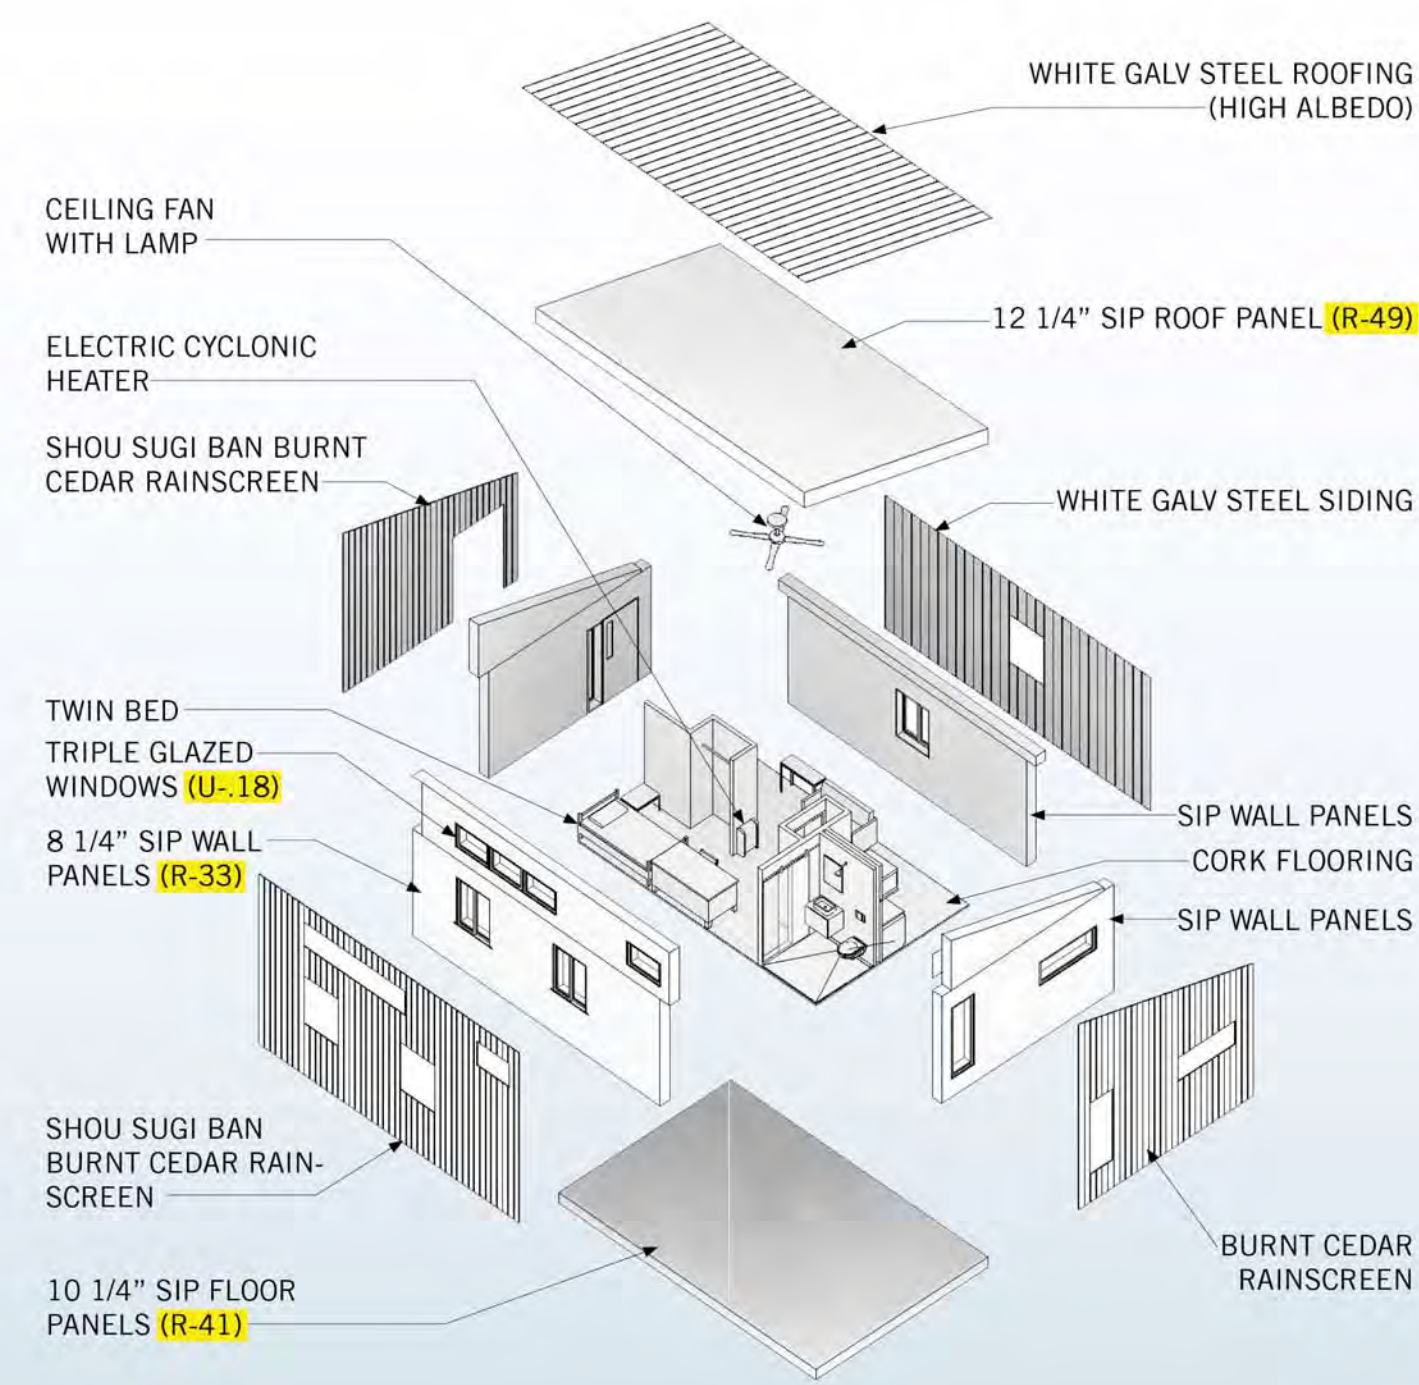 WHITE GALV STEEL ROOFING
(HIGH ALBEDO)
CEILING FAN
WITH LAMP
12 1/4” SIP ROOF PANEL (R-49)
ELECTRIC CYCLONIC
HEATER
SHOU SUGI BAN BURNT
CEDAR RAINSCREEN
WHITE GALV STEEL SIDING
TWIN BED
TRIPLE GLAZED
WINDOWS (U-.18)
8 1/4” SIP WALL
PANELS (R-33)
SIP WALL PANELS
CORK FLOORING
SIP WALL PANELS
SHOU SUGI BAN
BURNT CEDAR RAIN-
SCREEN
BURNT CEDAR
RAINSCREEN
10 1/4” SIP FLOOR
PANELS (R-41)